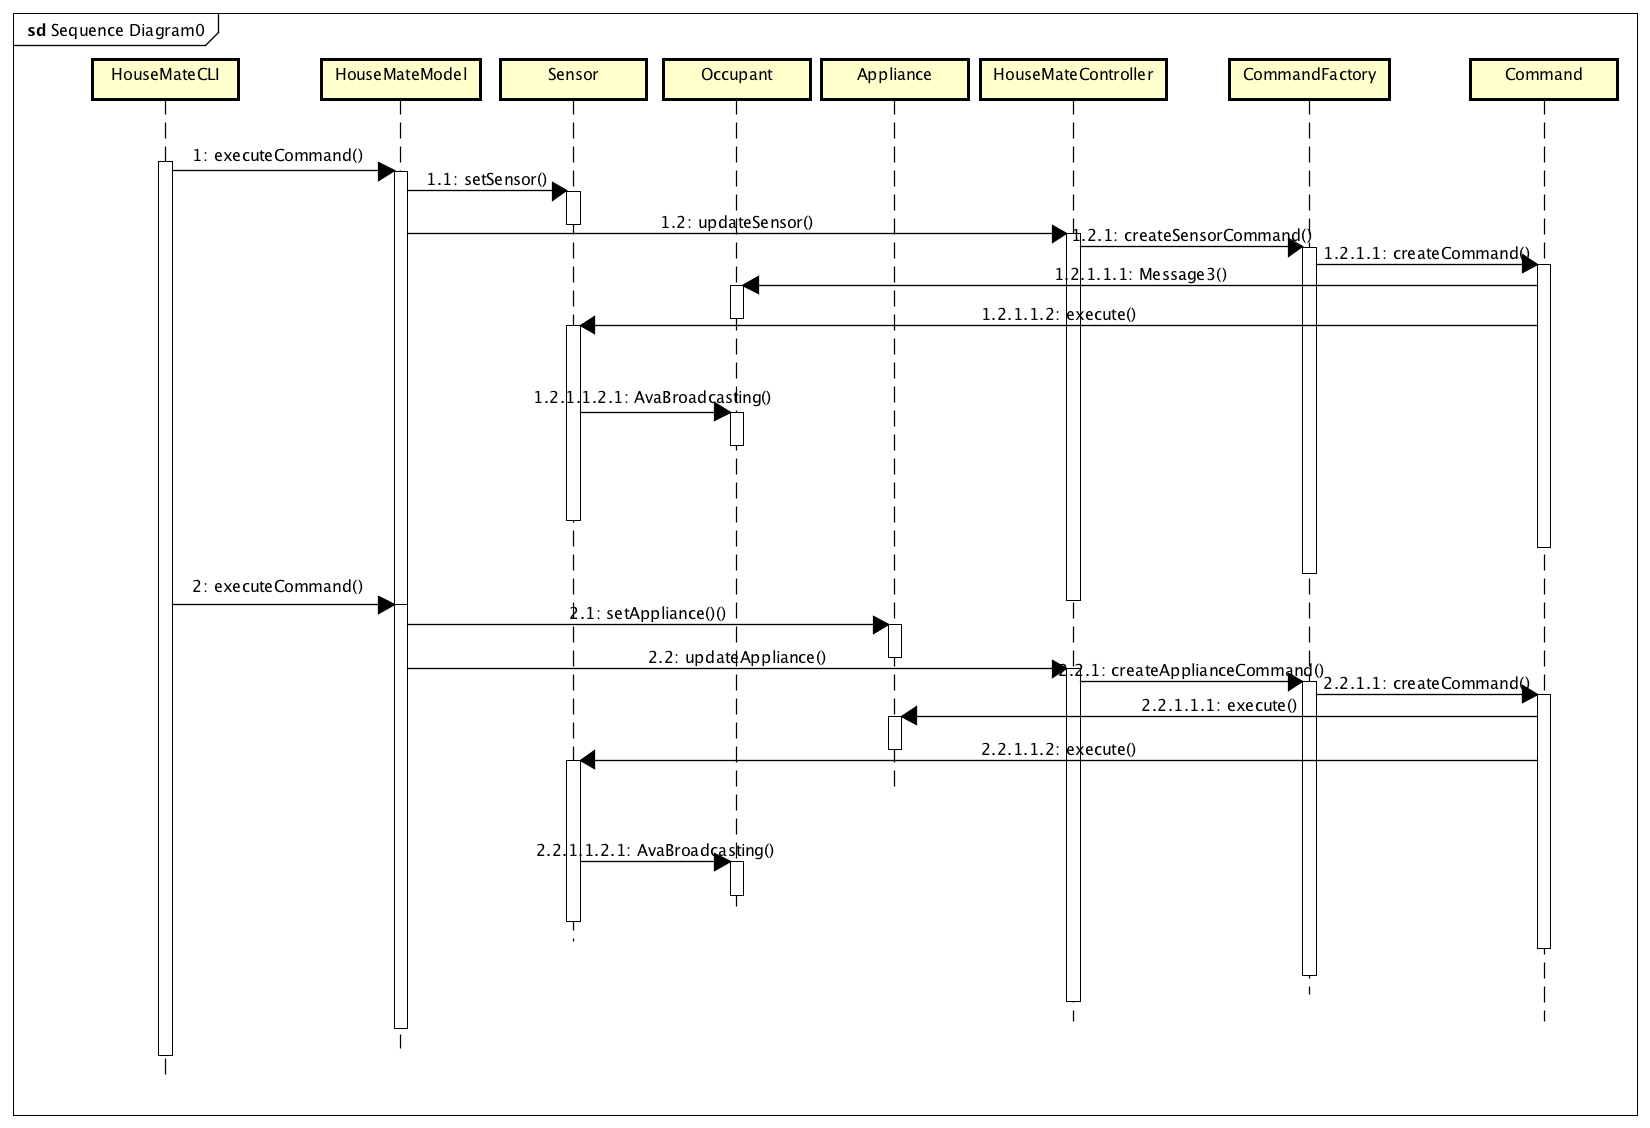 sd Sequence Diagram0
HouseMateCLI
HouseMateModel
Sensor
Occupant
Appliance
HouseMateController
CommandFactory
Command
1: executeCommand()
1.1: setSensor()
1.2: updateSensor()
1.2.1: createSensorCommand()
1.2.1.1: createCommand()
1.2.1.1.1: Message3()
1.2.1.1.2: execute()
1.2.1.1.2.1: AvaBroadcasting()
2: executeCommand()
2.1: setAppliance()()
2.2: updateAppliance()
2.2.1: createApplianceCommand()
2.2.1.1: createCommand()
2.2.1.1.1: execute()
2.2.1.1.2: execute()
2.2.1.1.2.1: AvaBroadcasting()